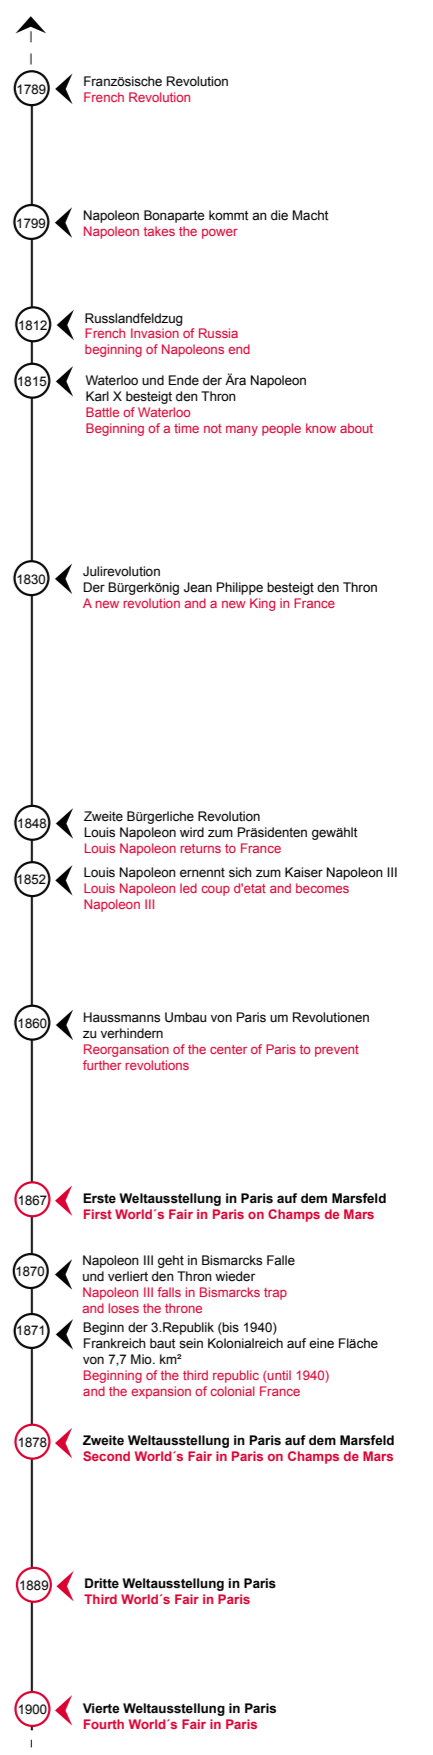 1789
Französische Revolution
French Revolution
1799
Napoleon Bonaparte kommt an die Macht
Napoleon takes the power
1812
Russlandfeldzug
French Invasion of Russia
beginning of Napoleons end
1815
Waterloo und Ende der Ära Napoleon
Karl X besteigt den Thron
Battle of Waterloo
Beginning of a time not many people know about
1830
Julirevolution
Der Bürgerkönig Jean Philippe besteigt den Thron
A new revolution and a new King in France
1848
Zweite Bürgerliche Revolution
Louis Napoleon wird zum Präsidenten gewählt
Louis Napoleon returns to France
1852
Louis Napoleon ernennt sich zum Kaiser Napoleon III
Louis Napoleon led coup d'etat and becomes
Napoleon III
1860
Haussmanns Umbau von Paris um Revolutionen
zu verhindern
Reorgansation of the center of Paris to prevent
further revolutions
1867
Erste Weltausstellung in Paris auf dem Marsfeld
First World´s Fair in Paris on Champs de Mars
1870
Napoleon III geht in Bismarcks Falle
und verliert den Thron wieder
Napoleon III falls in Bismarcks trap
and loses the throne
1871
Beginn der 3.Republik (bis 1940)
Frankreich baut sein Kolonialreich auf eine Fläche
von 7,7 Mio. km²
Beginning of the third republic (until 1940)
and the expansion of colonial France
1878
Zweite Weltausstellung in Paris auf dem Marsfeld
Second World´s Fair in Paris on Champs de Mars
1889
Dritte Weltausstellung in Paris
Third World´s Fair in Paris
1900
Vierte Weltausstellung in Paris
Fourth World´s Fair in Paris